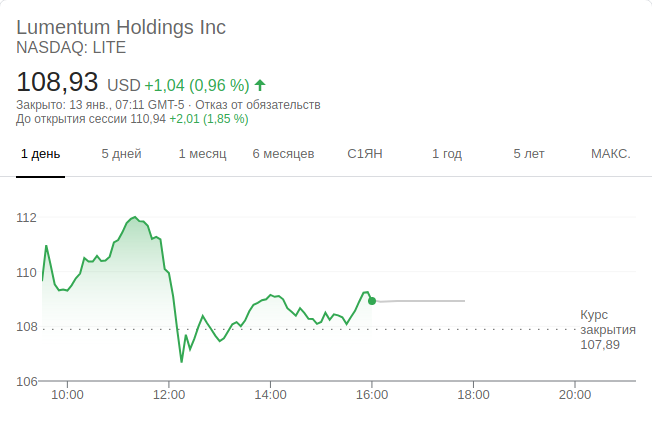 Lumentum Holdings Inc
NASDAQ: LITE
108,93 USD +1,04 (0,96 %)
Закрыто: 13 янв., 07:11 GMT-5 · Отказ от обязательств
До открытия сессии 110,94 +2,01 (1,85 %)
1 день 5 дней 1 месяц 6 месяцев С1ЯН 1 год 5 лет МАКС.
112
110
108
106
Курс
закрытия
107,89
10:00 12:00 14:00 16:00 18:00 20:00